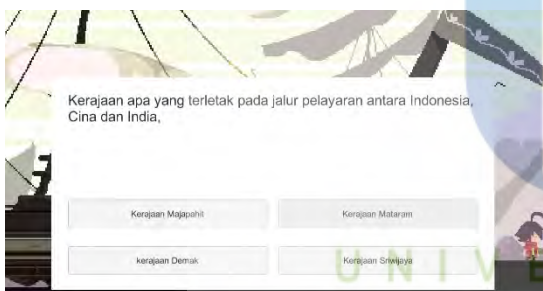 Kerajaan apa yang terletak pada jalur pelayaran antara Indonesia,
Cina dan India,
Kerajaan Majapahit
Kerajaan Mataram
kerajaan Demak
Kerajaan Sriwijaya
UNIVE